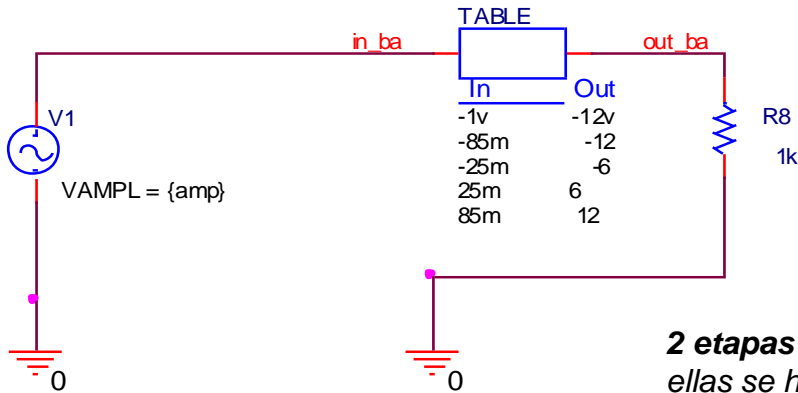 TABLE
in_ba
out_ba
In Out
-1v -12v
-85m -12
-25m -6
25m 6
85m 12
V1
VAMPL = {amp}
R8
1k
0
0
2 etapas
ellas se h